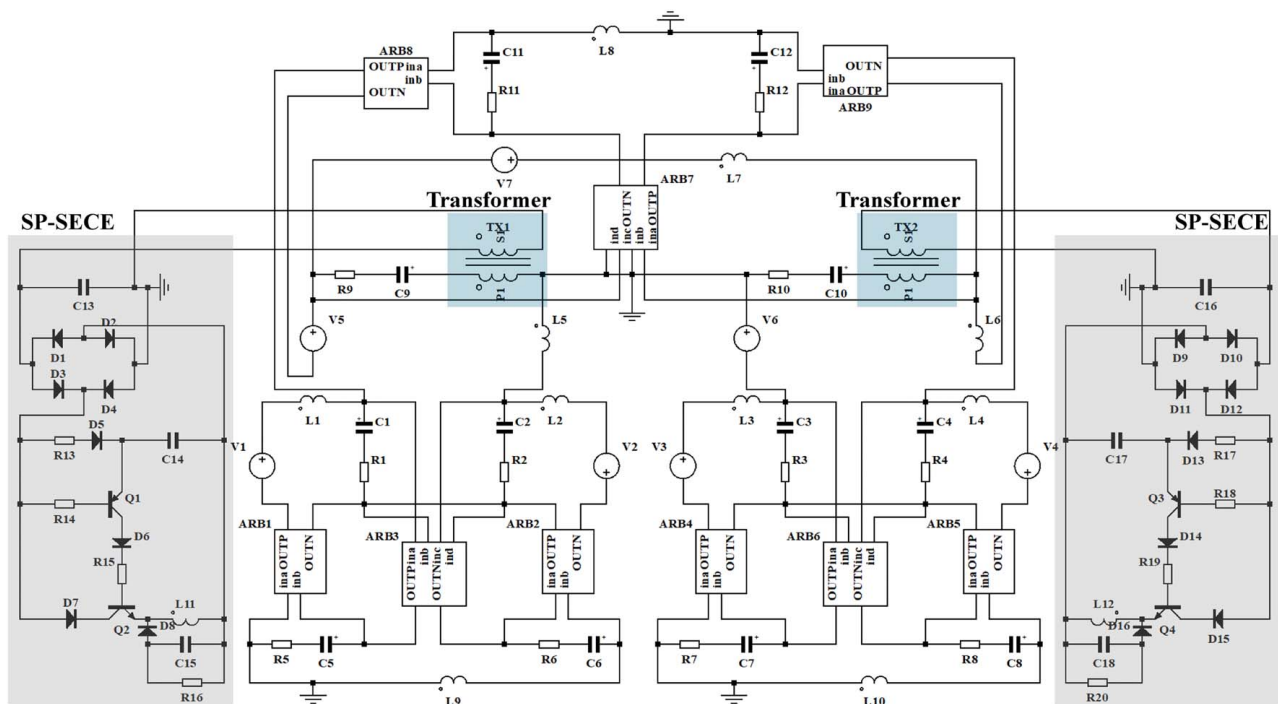 ARB8
OUTP ina
inb
OUTN
C11
R11
L8
C12
R12
OUTN
inb
ina OUTP
ARB9
V7
L7
ARB7
ind
inc OUTN
inb
ina OUTP
Transformer
TX1
S1
P1
Transformer
TX2
S1
P1
SP-SECE
SP-SECE
R9
C9
R10
C10
V5
L5
V6
L6
C13
D2
D1
D3
D4
D5
R13
C14
Q1
R14
D6
R15
D7
Q2
D8
L11
C15
R16
L1
C1
C2
L2
V1
R1
R2
V2
ARB1
ina OUTP
inb
OUTN
ARB3
OUTP ina
inb
OUTN inc
ind
ARB2
ina OUTP
inb
OUTN
R5
C5
R6
C6
L9
L3
C3
C4
L4
V3
R3
R4
V4
ARB4
ina OUTP
inb
OUTN
ARB6
OUTP ina
inb
OUTN inc
ind
ARB5
ina OUTP
inb
OUTN
R7
C7
R8
C8
L10
C16
D9
D10
D11
D12
C17
D13
R17
Q3
R18
D14
R19
L12
D16
Q4
D15
C18
R20